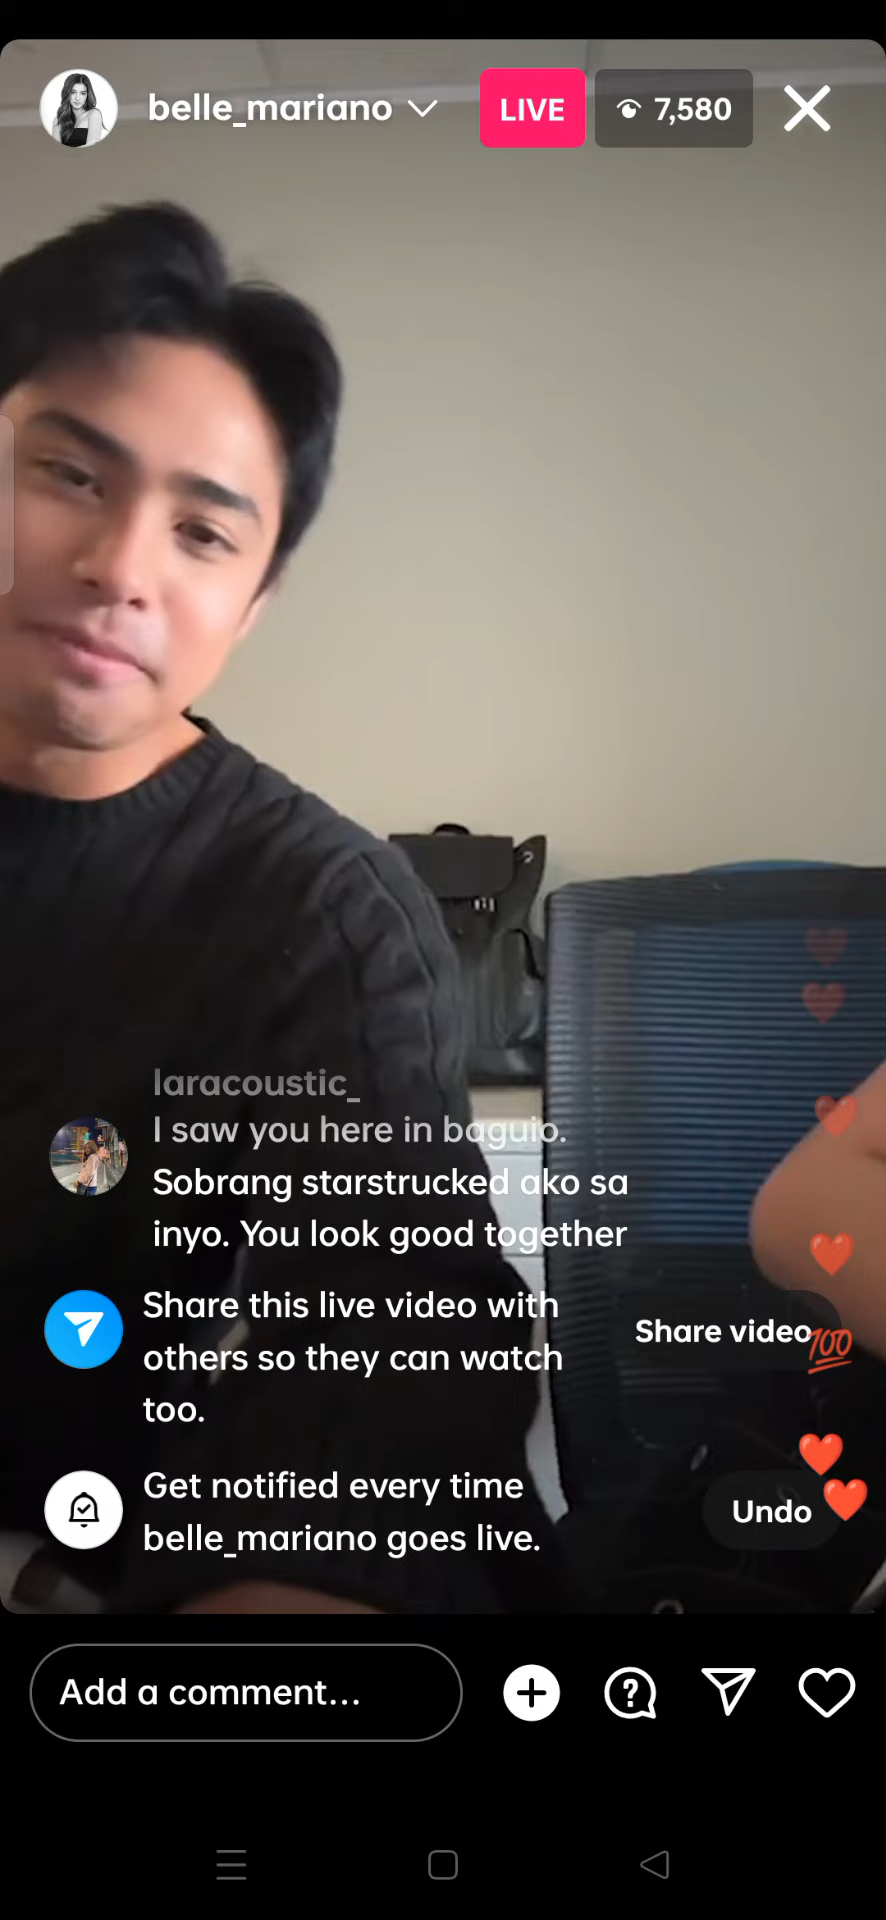 belle_mariano
LIVE
7,580
laracoustic_
I saw you here in baguio.
Sobrang starstrucked ako sa
inyo. You look good together
Share this live video with
others so they can watch
too.
Share video
💯
Get notified every time
belle_mariano goes live.
Undo
Add a comment...